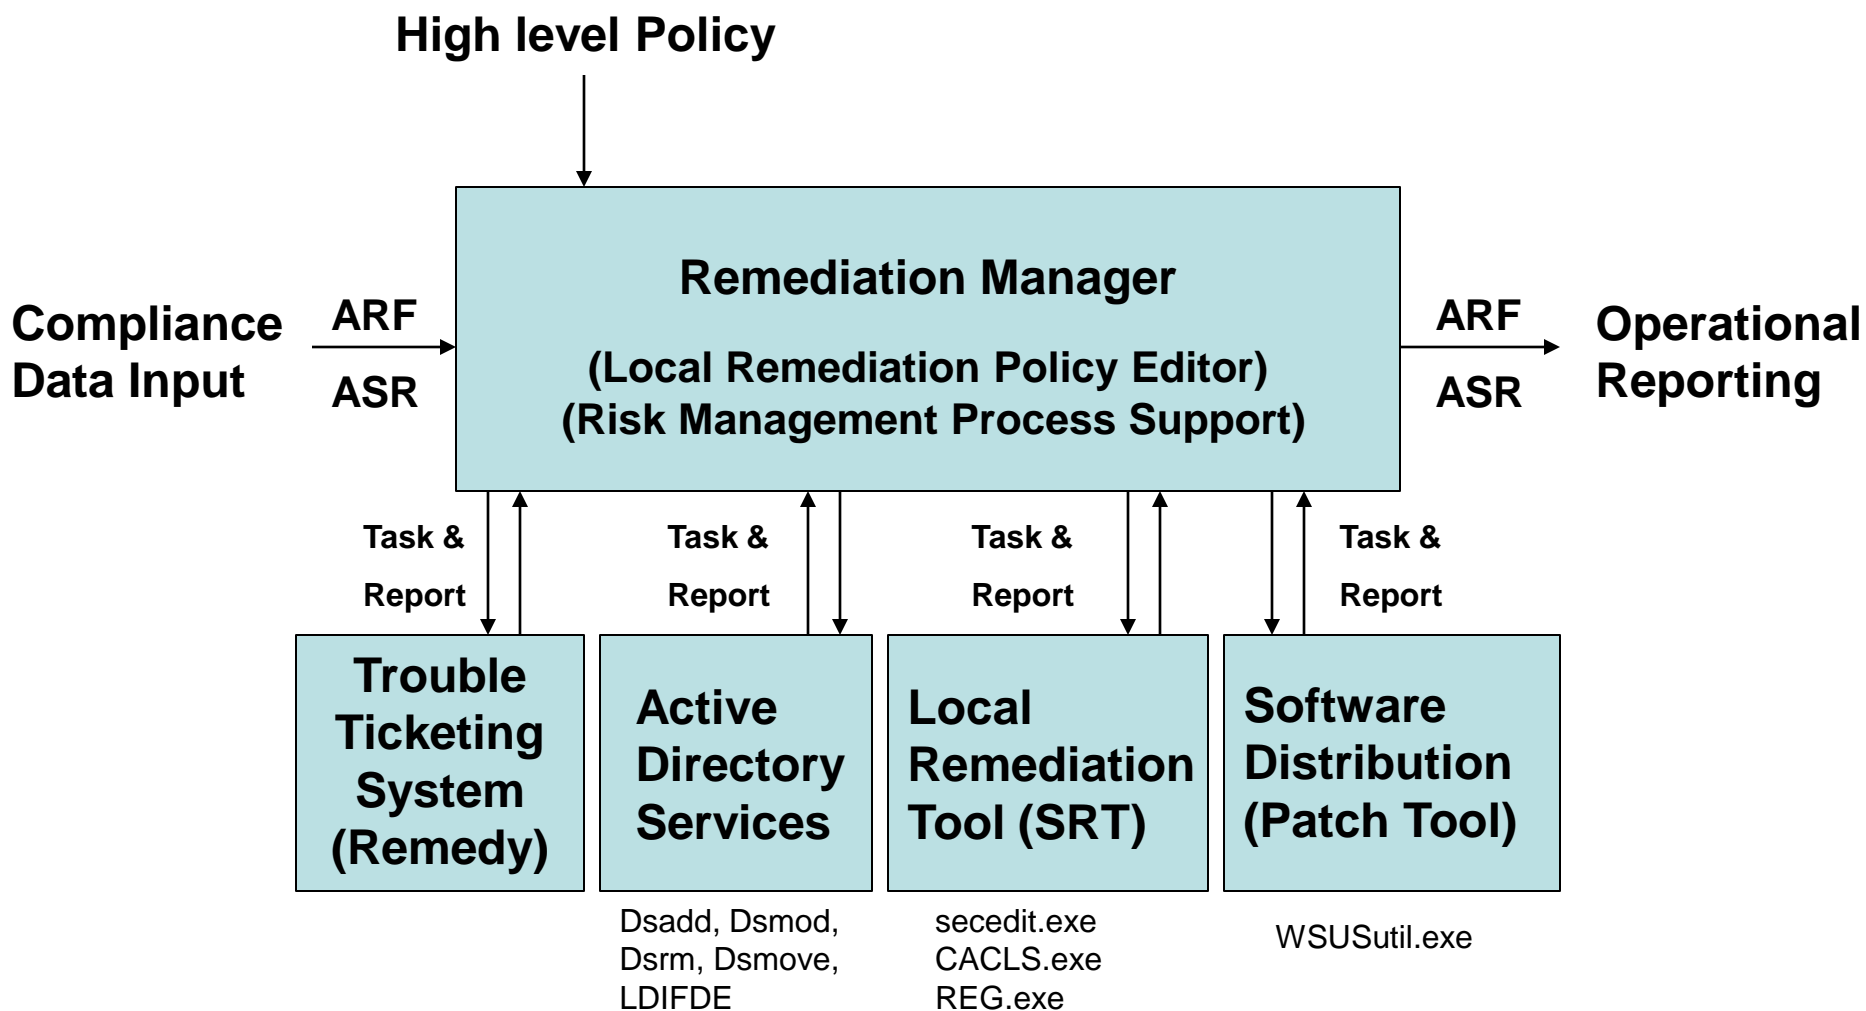 High level Policy
Remediation Manager
(Local Remediation Policy Editor)
(Risk Management Process Support)
Compliance
Data Input
ARF
ASR
ARF
ASR
Operational
Reporting
Task &
Report
Task &
Report
Task &
Report
Task &
Report
Trouble
Ticketing
System
(Remedy)
Active
Directory
Services
Local
Remediation
Tool (SRT)
Software
Distribution
(Patch Tool)
Dsadd, Dsmod,
Dsrm, Dsmove,
LDIFDE
secedit.exe
CACLS.exe
REG.exe
WSUSutil.exe